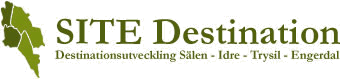 SITE Destination
Destinationsutveckling Sälen - Idre - Trysil - Engerdal